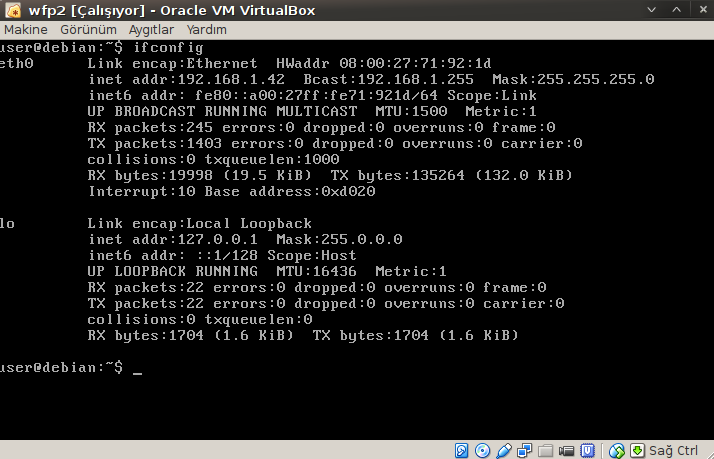 wfp2 [Çalışıyor] - Oracle VM VirtualBox
Makine Görünüm Aygıtlar Yardım
user@debian:~$ ifconfig
eth0 Link encap:Ethernet HWaddr 08:00:27:71:92:1d
inet addr:192.168.1.42 Bcast:192.168.1.255 Mask:255.255.255.0
inet6 addr: fe80::a00:27ff:fe71:921d/64 Scope:Link
UP BROADCAST RUNNING MULTICAST MTU:1500 Metric:1
RX packets:245 errors:0 dropped:0 overruns:0 frame:0
TX packets:1403 errors:0 dropped:0 overruns:0 carrier:0
collisions:0 txqueuelen:1000
RX bytes:19998 (19.5 KiB) TX bytes:135264 (132.0 KiB)
Interrupt:10 Base address:0xd020
lo Link encap:Local Loopback
inet addr:127.0.0.1 Mask:255.0.0.0
inet6 addr: ::1/128 Scope:Host
UP LOOPBACK RUNNING MTU:16436 Metric:1
RX packets:22 errors:0 dropped:0 overruns:0 frame:0
TX packets:22 errors:0 dropped:0 overruns:0 carrier:0
collisions:0 txqueuelen:0
RX bytes:1704 (1.6 KiB) TX bytes:1704 (1.6 KiB)
user@debian:~$ _
Sağ Ctrl